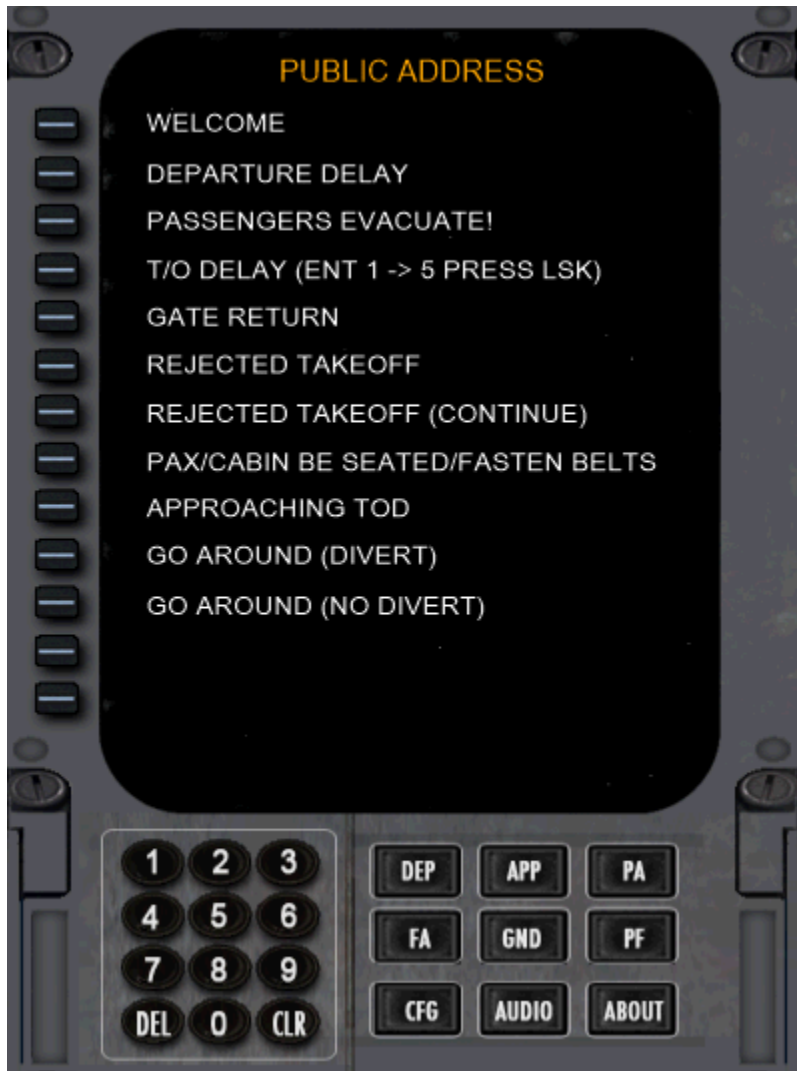 PUBLIC ADDRESS
WELCOME
DEPARTURE DELAY
PASSENGERS EVACUATE!
T/O DELAY (ENT 1 -> 5 PRESS LSK)
GATE RETURN
REJECTED TAKEOFF
REJECTED TAKEOFF (CONTINUE)
PAX/CABIN BE SEATED/FASTEN BELTS
APPROACHING TOD
GO AROUND (DIVERT)
GO AROUND (NO DIVERT)
1 2 3
4 5 6
7 8 9
DEL 0 CLR
DEP APP PA
FA GND PF
CFG AUDIO ABOUT